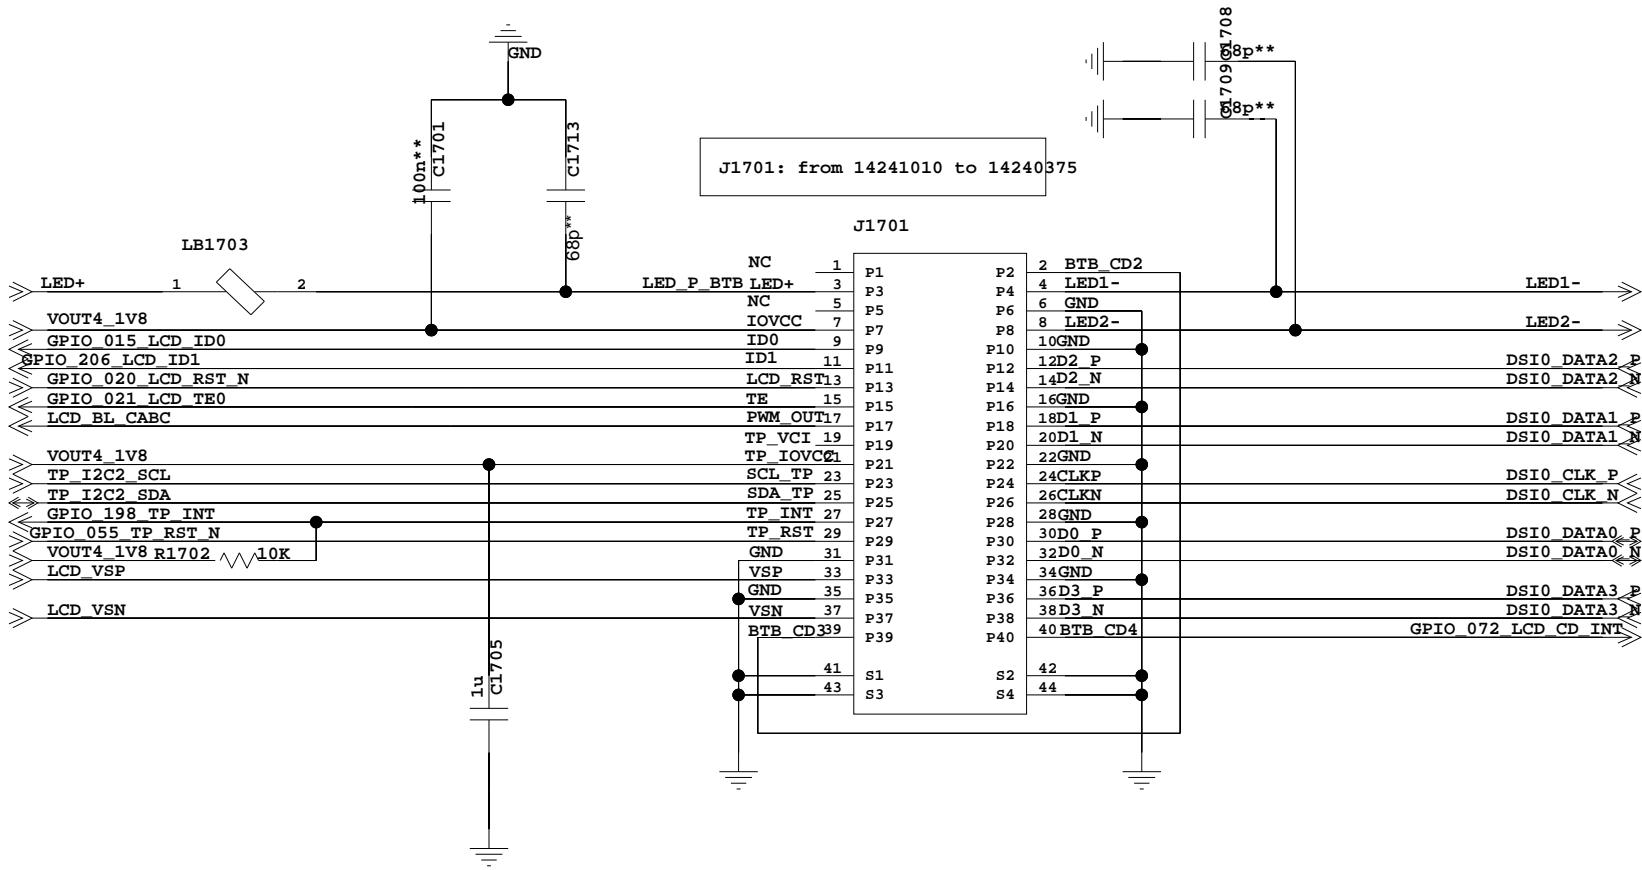 GND
C1708
68p**
C1709
68p**
100n**
C1701
C1713
68p**
J1701: from 14241010 to 14240375
J1701
LB1703
LED+ 1 2 LED_P_BTB
NC 1 P1 P2 2 BTB_CD2
LED+ 3 P3 P4 4 LED1- LED1-
NC 5 P5 P6 6 GND
VOUT4_1V8 IOVCC 7 P7 P8 8 LED2- LED2-
GPIO_015_LCD_ID0 ID0 9 P9 P10 10 GND
GPIO_206_LCD_ID1 ID1 11 P11 P12 12 D2_P DSI0_DATA2_P
GPIO_020_LCD_RST_N LCD_RST 13 P13 P14 14 D2_N DSI0_DATA2_N
GPIO_021_LCD_TE0 TE 15 P15 P16 16 GND
LCD_BL_CABC PWM_OUT 17 P17 P18 18 D1_P DSI0_DATA1_P
TP_VCI 19 P19 P20 20 D1_N DSI0_DATA1_N
VOUT4_1V8 TP_IOVCC 21 P21 P22 22 GND
TP_I2C2_SCL SCL_TP 23 P23 P24 24 CLKP DSI0_CLK_P
TP_I2C2_SDA SDA_TP 25 P25 P26 26 CLKN DSI0_CLK_N
GPIO_198_TP_INT TP_INT 27 P27 P28 28 GND
GPIO_055_TP_RST_N TP_RST 29 P29 P30 30 D0_P DSI0_DATA0_P
VOUT4_1V8 R1702 10K GND 31 P31 P32 32 D0_N DSI0_DATA0_N
LCD_VSP VSP 33 P33 P34 34 GND
GND 35 P35 P36 36 D3_P DSI0_DATA3_P
LCD_VSN VSN 37 P37 P38 38 D3_N DSI0_DATA3_N
BTB_CD3 39 P39 P40 40 BTB_CD4 GPIO_072_LCD_CD_INT
41 S1 S2 42
43 S3 S4 44
1u
C1705